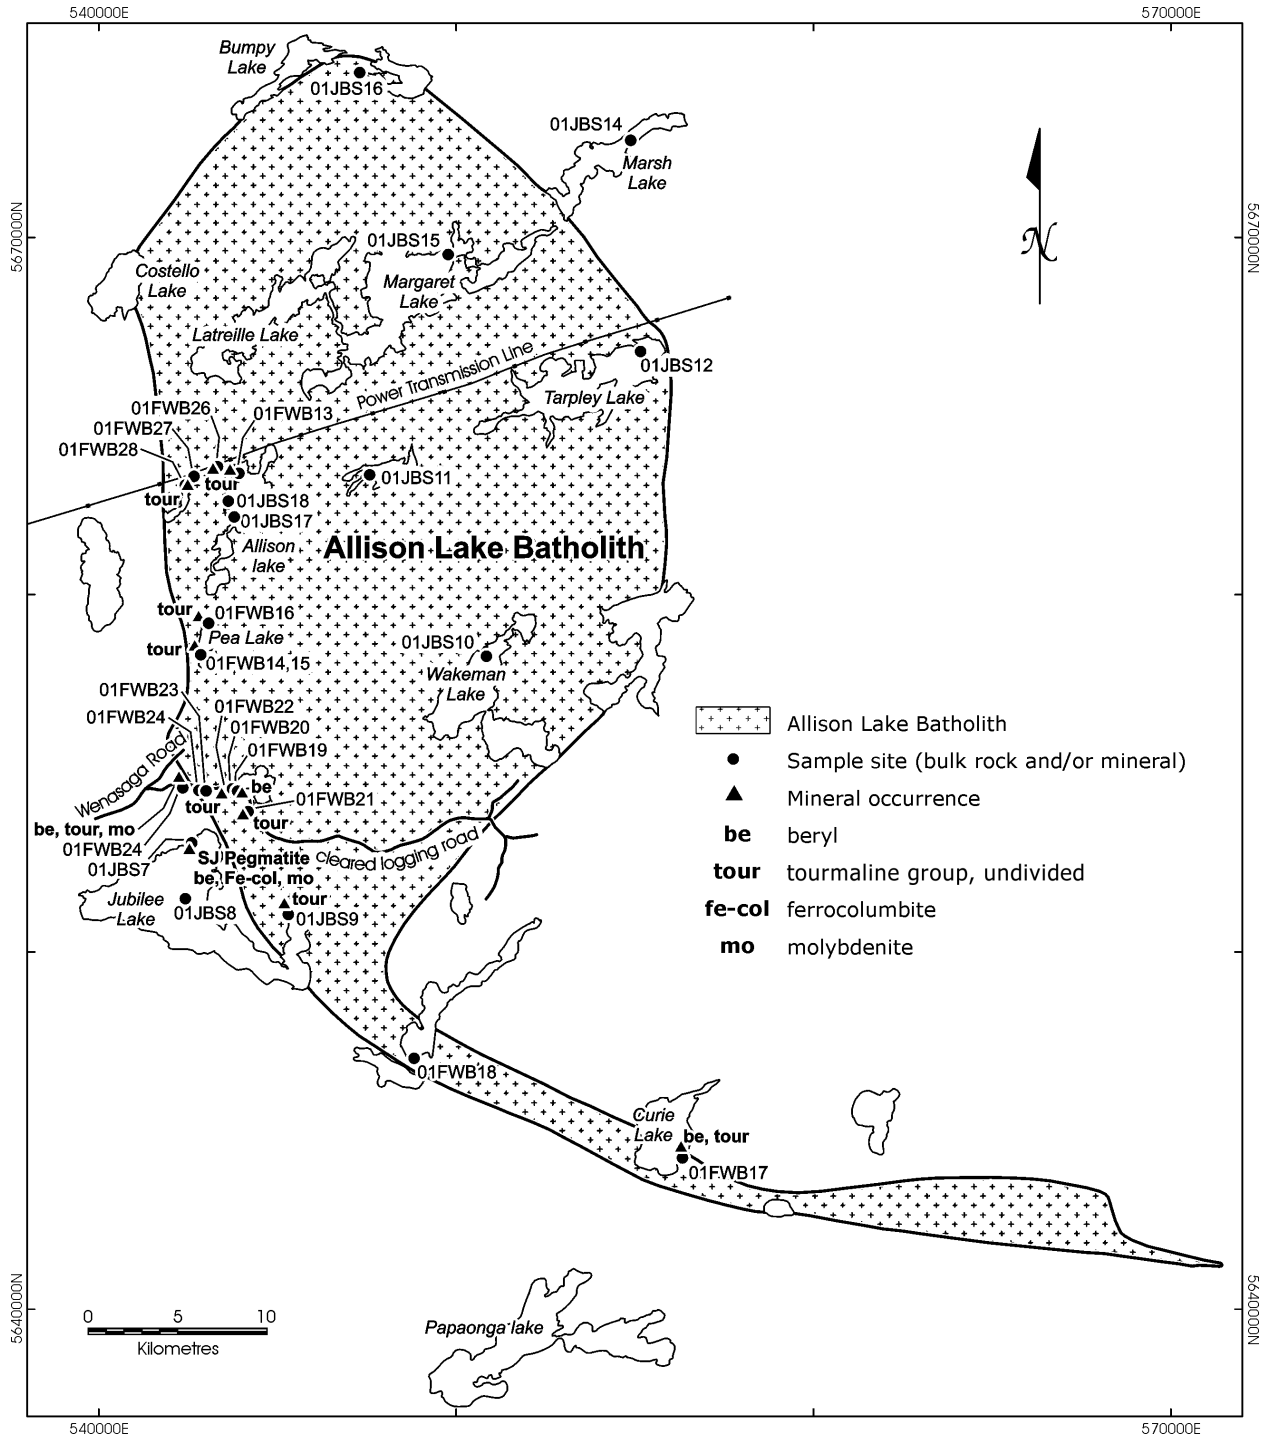 540000E
570000E
Bumpy
Lake
01JBS16
01JBS14
Marsh
Lake
N
5670000N
5670000N
01JBS15
Costello
Lake
Margaret
Lake
Latreille Lake
Power Transmission Line
01JBS12
Tarpley Lake
01FWB26
01FWB13
01FWB27
01FWB28
01JBS11
tour
tour
01JBS18
01JBS17
Allison Lake Batholith
Allison
lake
tour
01FWB16
Pea Lake
tour
01FWB14,15
01JBS10
Wakeman
Lake
01FWB23
01FWB22
01FWB24
01FWB20
01FWB19
Wenasaga Road
be
01FWB21
tour
tour
be, tour, mo
01FWB24
cleared logging road
01JBS7
SJ Pegmatite
be, Fe-col, mo
Jubilee
Lake
tour
01JBS8
01JBS9
Allison Lake Batholith
Sample site (bulk rock and/or mineral)
Mineral occurrence
be beryl
tour tourmaline group, undivided
fe-col ferrocolumbite
mo molybdenite
01FWB18
Curie
Lake
be, tour
01FWB17
5640000N
5640000N
0 5 10
Kilometres
Papaonga lake
540000E
570000E